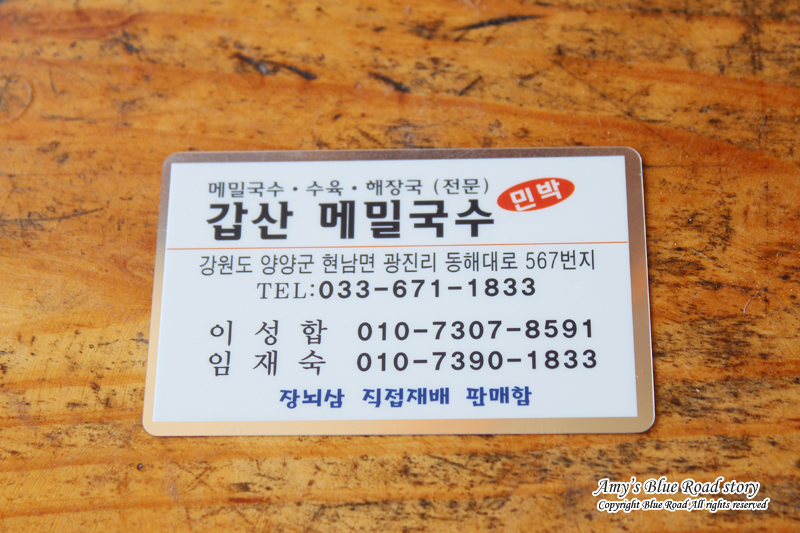 메밀국수·수육·해장국 (전문)
갑산 메밀국수 민박
강원도 양양군 현남면 광진리 동해대로 567번지
TEL:033-671-1833
이성합 010-7307-8591
임재숙 010-7390-1833
장뇌삼 직접재배 판매함
Amy's Blue Road story
Copyright Blue Road All rights reserved